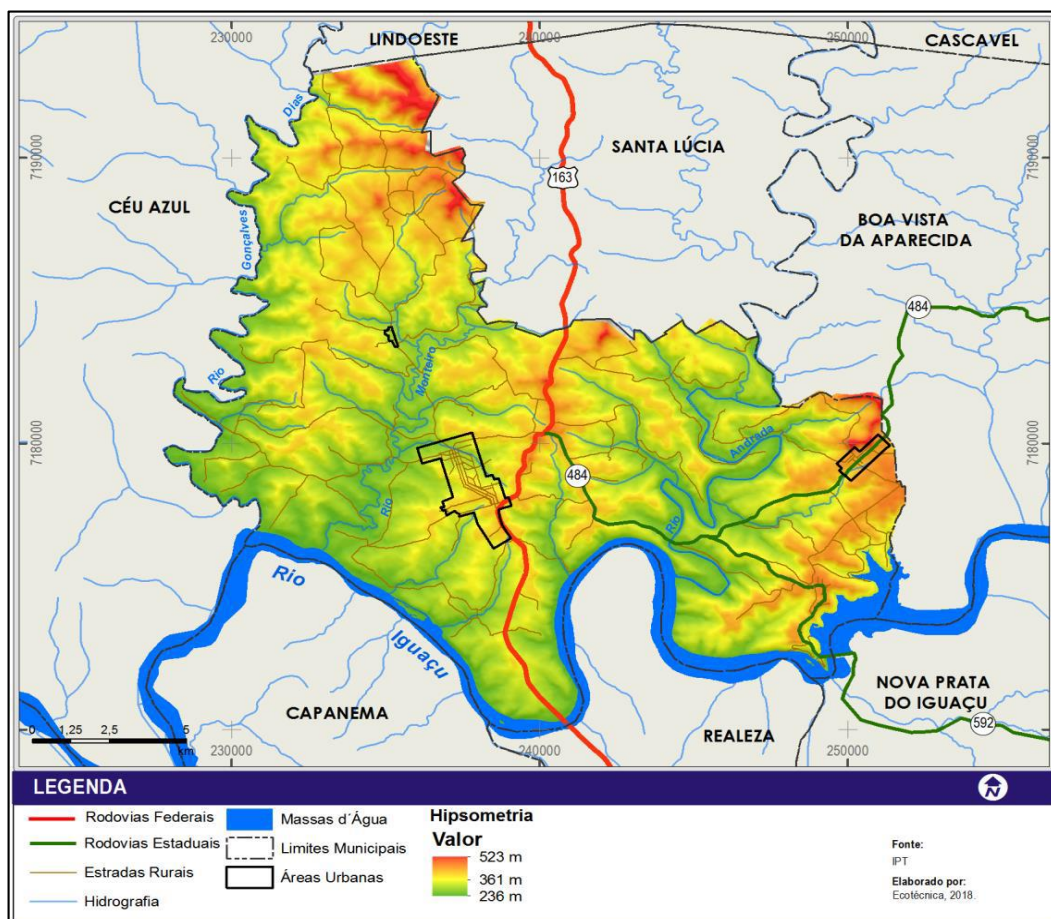 230000
240000
250000
LINDOESTE
CASCAVEL
Dias
7190000
7190000
SANTA LÚCIA
163
CÉU AZUL
Gonçalves
BOA VISTA
DA APARECIDA
484
Rio
Monteiro
7180000
7180000
Andrada
484
Rio
Rio
Rio
Iguaçu
CAPANEMA
NOVA PRATA
DO IGUAÇU
REALEZA
592
0 1,25 2,5 5
km
230000
240000
250000
LEGENDA
N
Rodovias Federais
Rodovias Estaduais
Estradas Rurais
Hidrografia
Massas d´Água
Limites Municipais
Áreas Urbanas
Hipsometria
Valor
523 m
361 m
236 m
Fonte:
IPT
Elaborado por:
Ecotécnica, 2018.